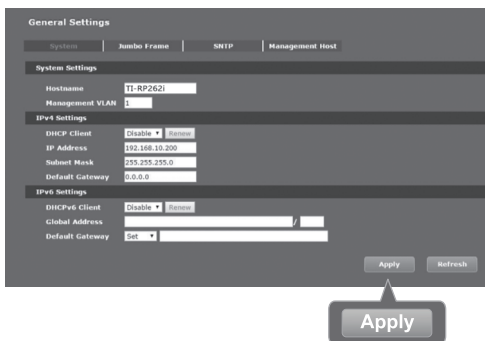 General Settings
System Jumbo Frame SNTP Management Host
System Settings
Hostname TI-RP262i
Management VLAN 1
IPv4 Settings
DHCP Client Disable Renew
IP Address 192.168.10.200
Subnet Mask 255.255.255.0
Default Gateway 0.0.0.0
IPv6 Settings
DHCPv6 Client Disable Renew
Global Address /
Default Gateway Set
Apply Refresh
Apply